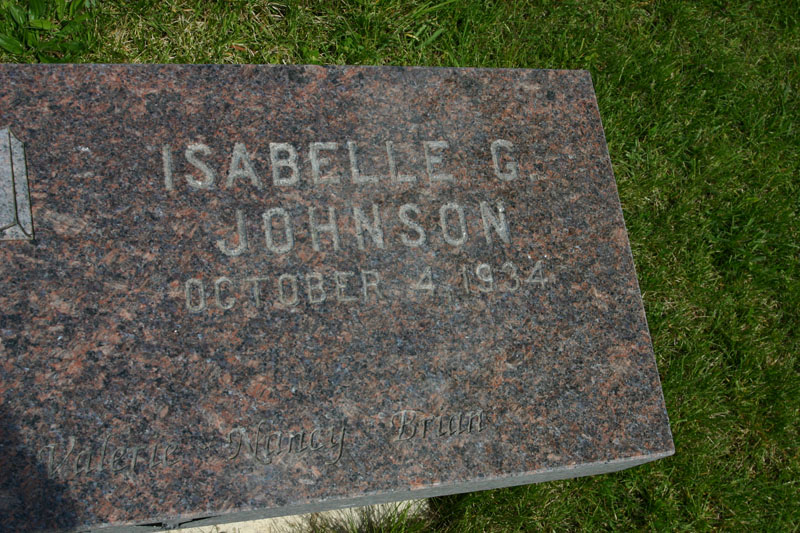 ISABELLE G.
JOHNSON
OCTOBER 4, 1934
Valerie Nancy Brian